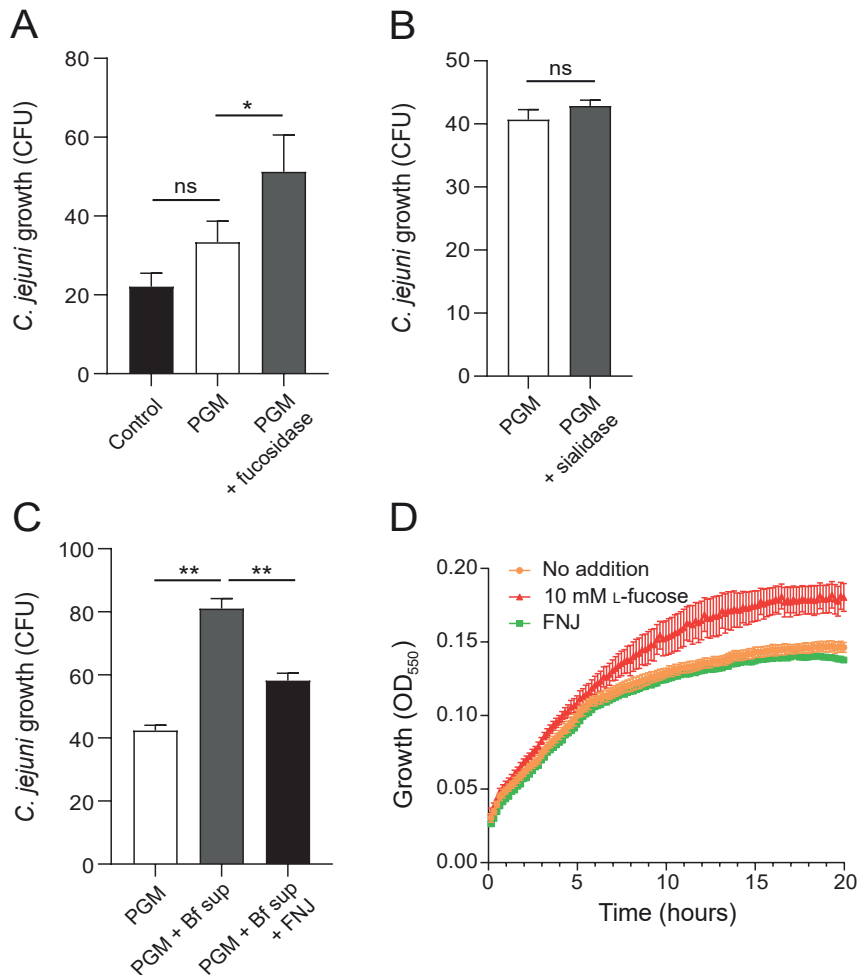 A
C. jejuni growth (CFU)
80
60
40
20
0
ns
*
Control
PGM
PGM
+ fucosidase
B
C. jejuni growth (CFU)
50
40
30
20
10
0
ns
PGM
PGM
+ sialidase
C
C. jejuni growth (CFU)
100
80
60
40
20
0
**
**
PGM
PGM + Bf sup
PGM + Bf sup
+ FNJ
D
Growth (OD550)
0.20
0.15
0.10
0.05
0.00
No addition
10 mM L-fucose
FNJ
0
5
10
15
20
Time (hours)